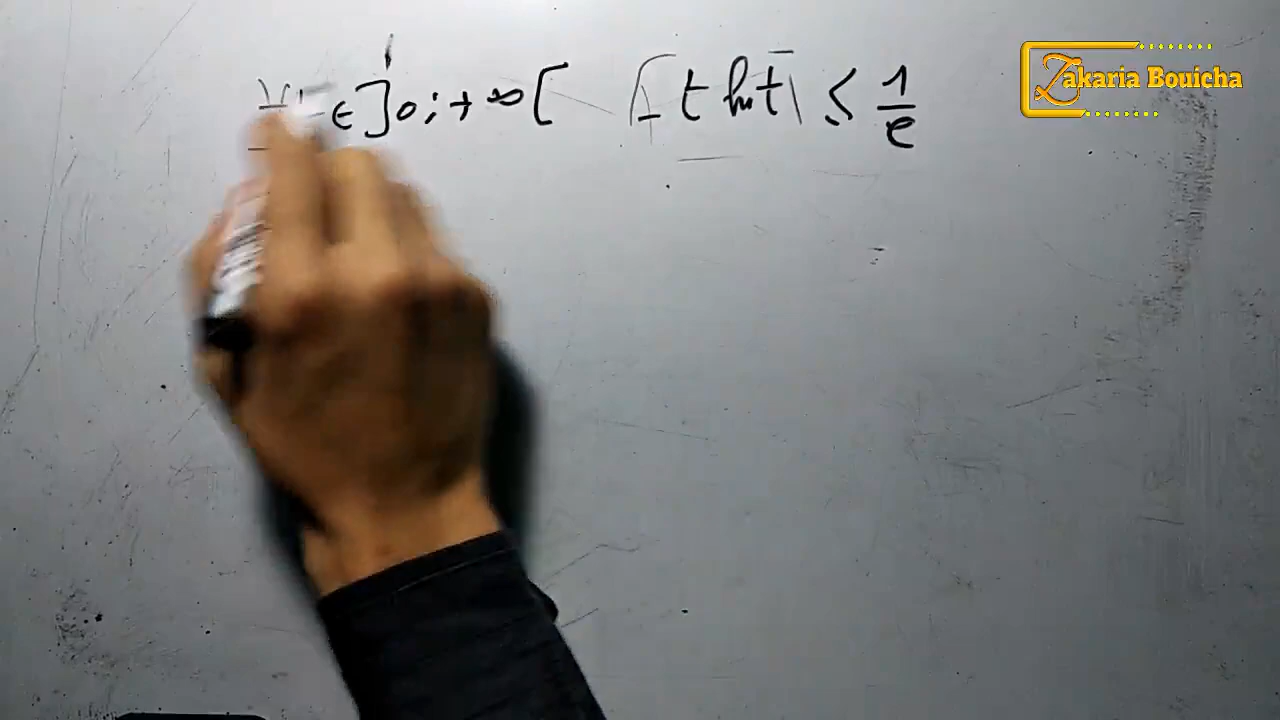 ∀t ∈ ]0;+∞[ |-t ln t| ≤ 1/e
Zakaria Bouicha